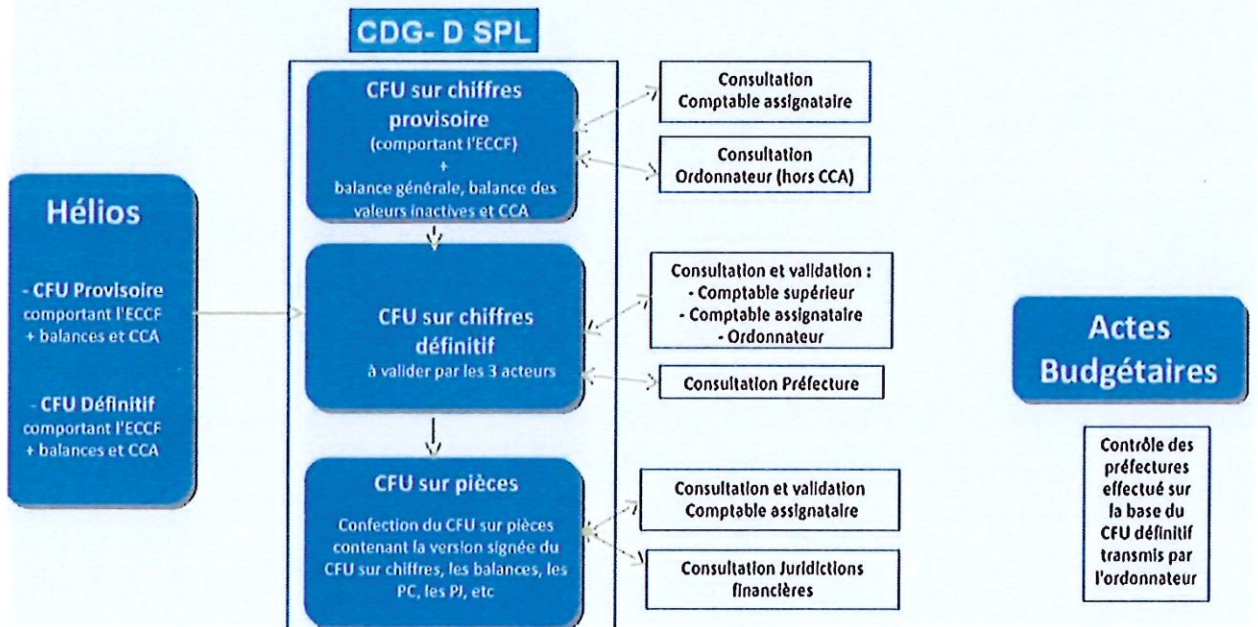 CDG- D SPL
Hélios
- CFU Provisoire
comportant l'ECCF
+ balances et CCA
- CFU Définitif
comportant l'ECCF
+ balances et CCA
CFU sur chiffres
provisoire
(comportant l'ECCF)
+
balance générale, balance des
valeurs inactives et CCA
CFU sur chiffres
définitif
à valider par les 3 acteurs
CFU sur pièces
Confection du CFU sur pièces
contenant la version signée du
CFU sur chiffres, les balances, les
PC, les PJ, etc
Consultation
Comptable assignataire
Consultation
Ordonnateur (hors CCA)
Consultation et validation :
- Comptable supérieur
- Comptable assignataire
- Ordonnateur
Consultation Préfecture
Consultation et validation
Comptable assignataire
Consultation Juridictions
financières
Actes
Budgétaires
Contrôle des
préfectures
effectué sur
la base du
CFU définitif
transmis par
l'ordonnateur